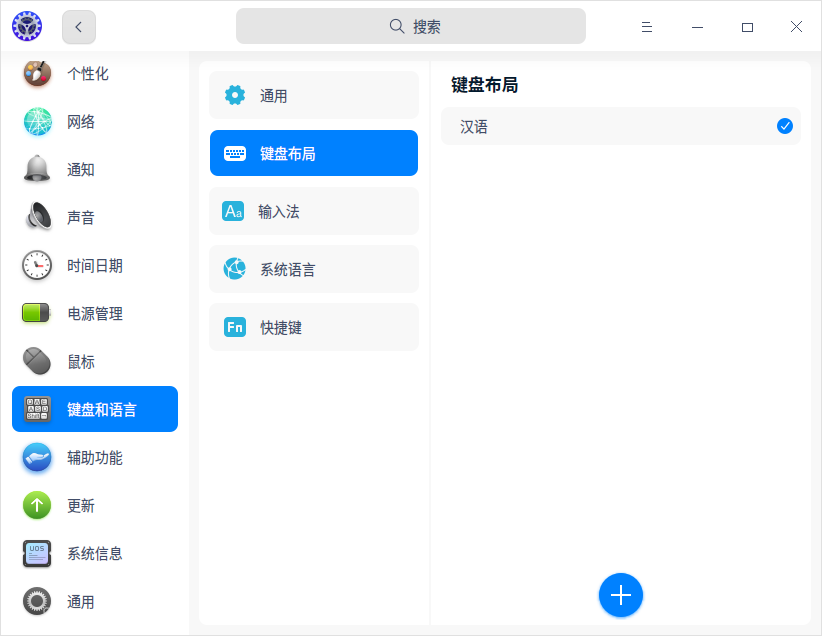 搜索
个性化
网络
通知
声音
时间日期
电源管理
鼠标
键盘和语言
辅助功能
更新
UOS
系统信息
通用
通用
键盘布局
Aa
输入法
系统语言
Fn
快捷键
键盘布局
汉语